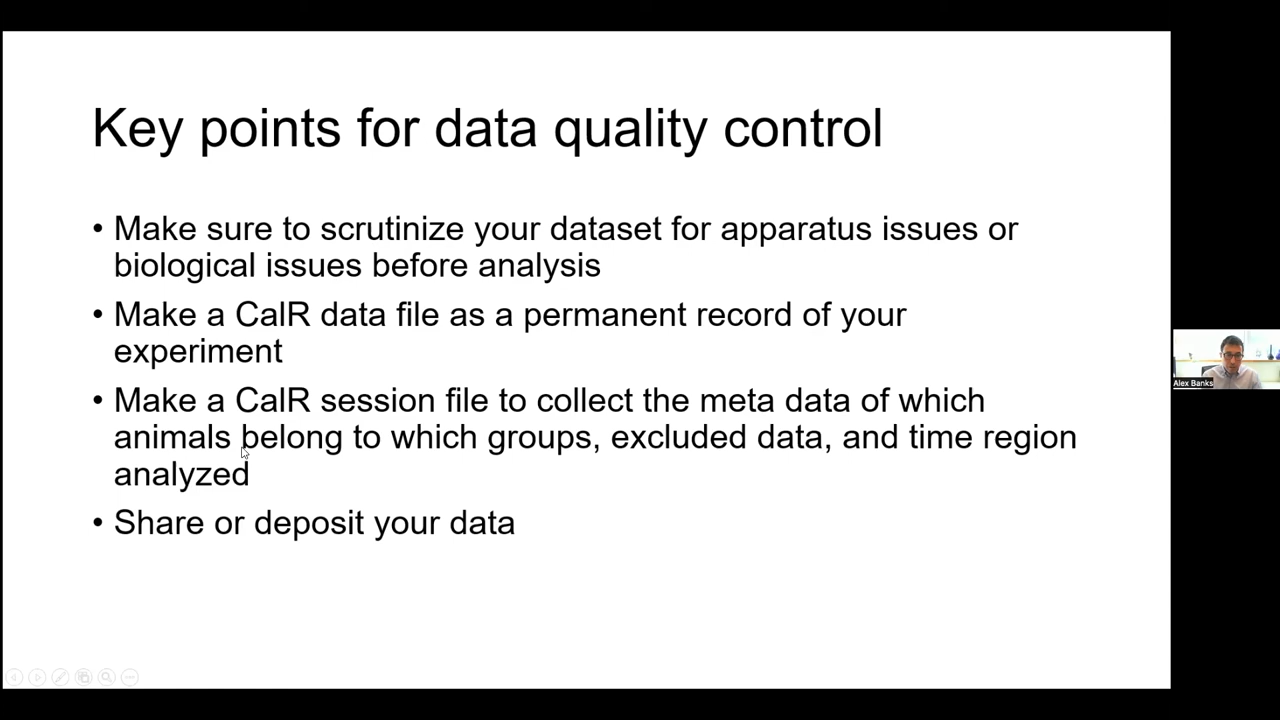 Key points for data quality control
• Make sure to scrutinize your dataset for apparatus issues or
biological issues before analysis
• Make a CalR data file as a permanent record of your
experiment
• Make a CalR session file to collect the meta data of which
animals belong to which groups, excluded data, and time region
analyzed
• Share or deposit your data
Alex Banks